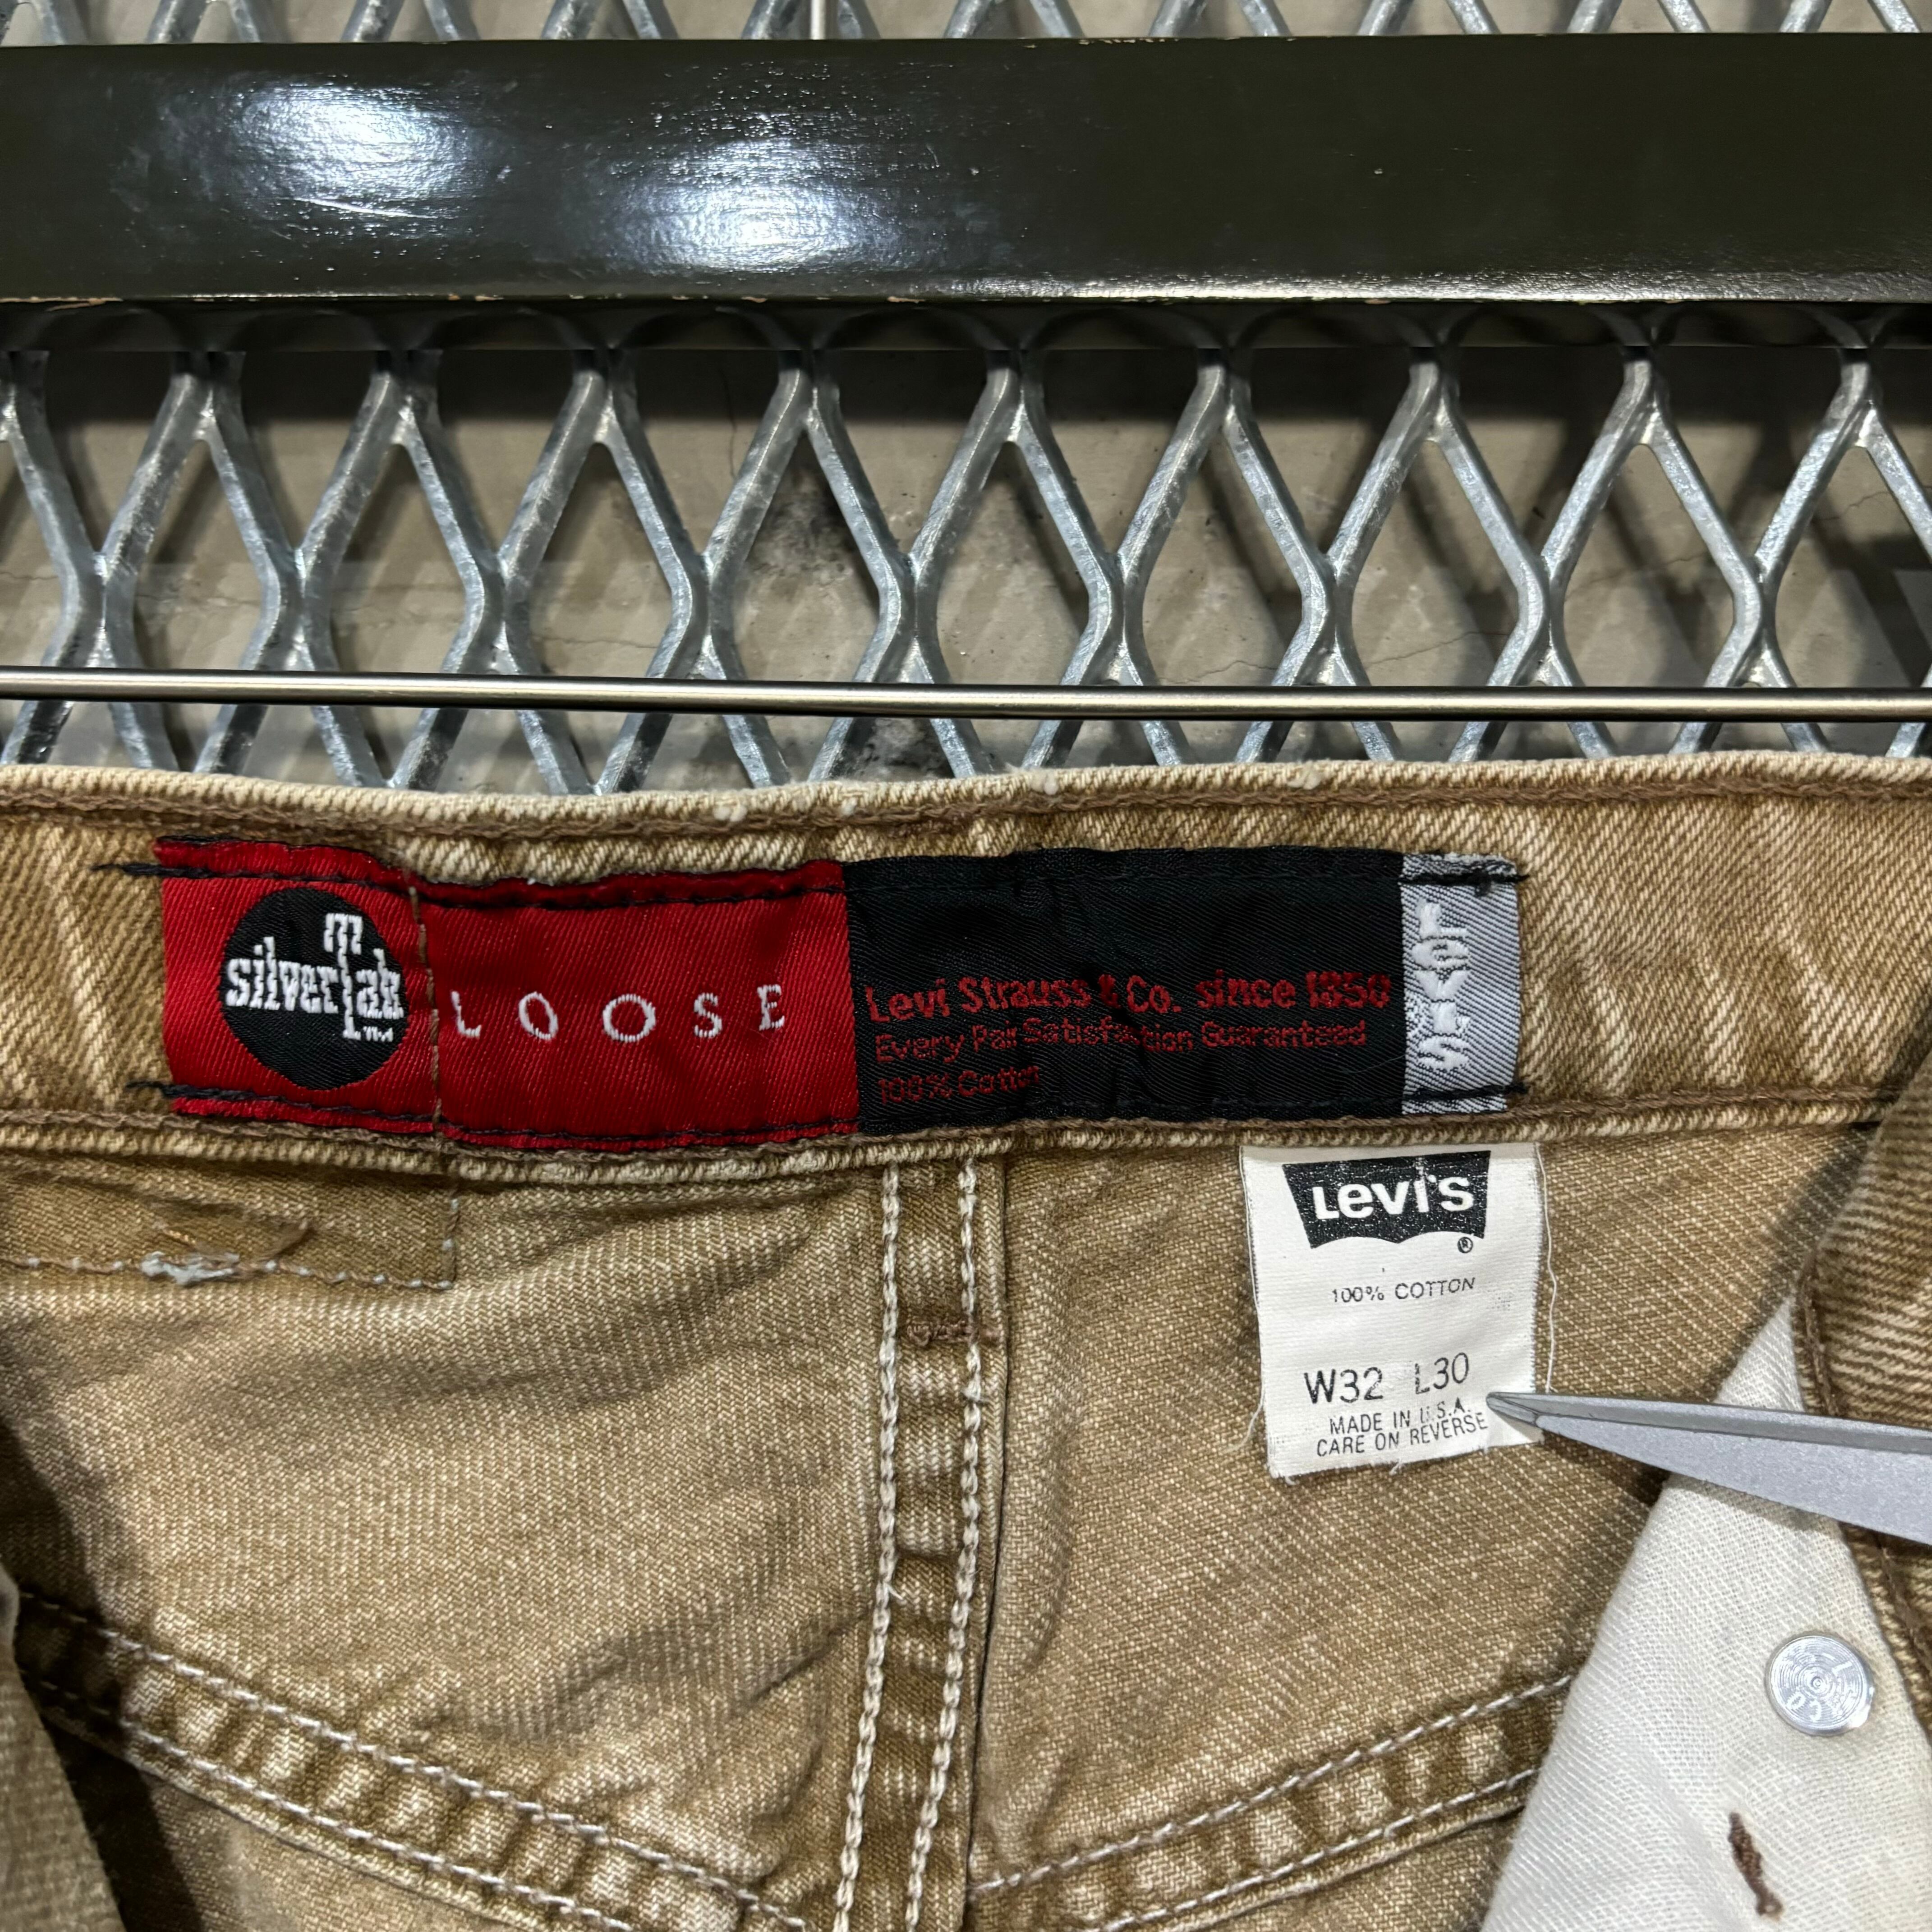 silvertab™
LOOSE
Levi Strauss & Co. since 1850
Every Pair Satisfaction Guaranteed
100% Cotton
LEVI'S
Levi's®
100% COTTON
W32 L30
MADE IN U.S.A.
CARE ON REVERSE